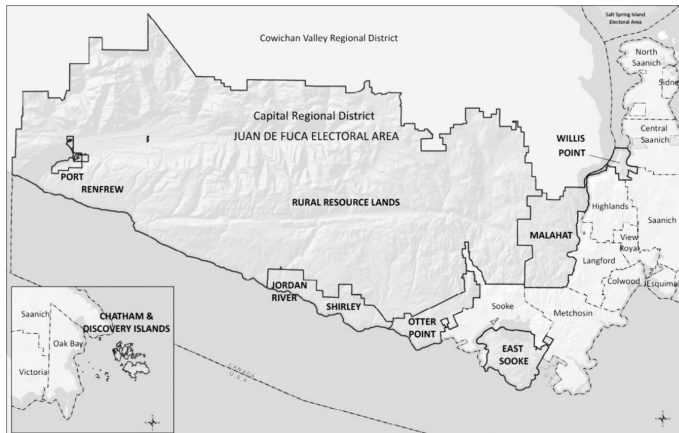 Salt Spring Island
Electoral Area
Cowichan Valley Regional District
North
Saanich
Sidney
Capital Regional District
JUAN DE FUCA ELECTORAL AREA
Central
Saanich
WILLIS
POINT
PORT
RENFREW
RURAL RESOURCE LANDS
Highlands
Saanich
MALAHAT
View
Royal
Langford
JORDAN
RIVER
Colwood
Esquimalt
SHIRLEY
Sooke
Metchosin
OTTER
POINT
EAST
SOOKE
CANADA
U.S.A.
CHATHAM &
DISCOVERY ISLANDS
Saanich
Oak Bay
Victoria